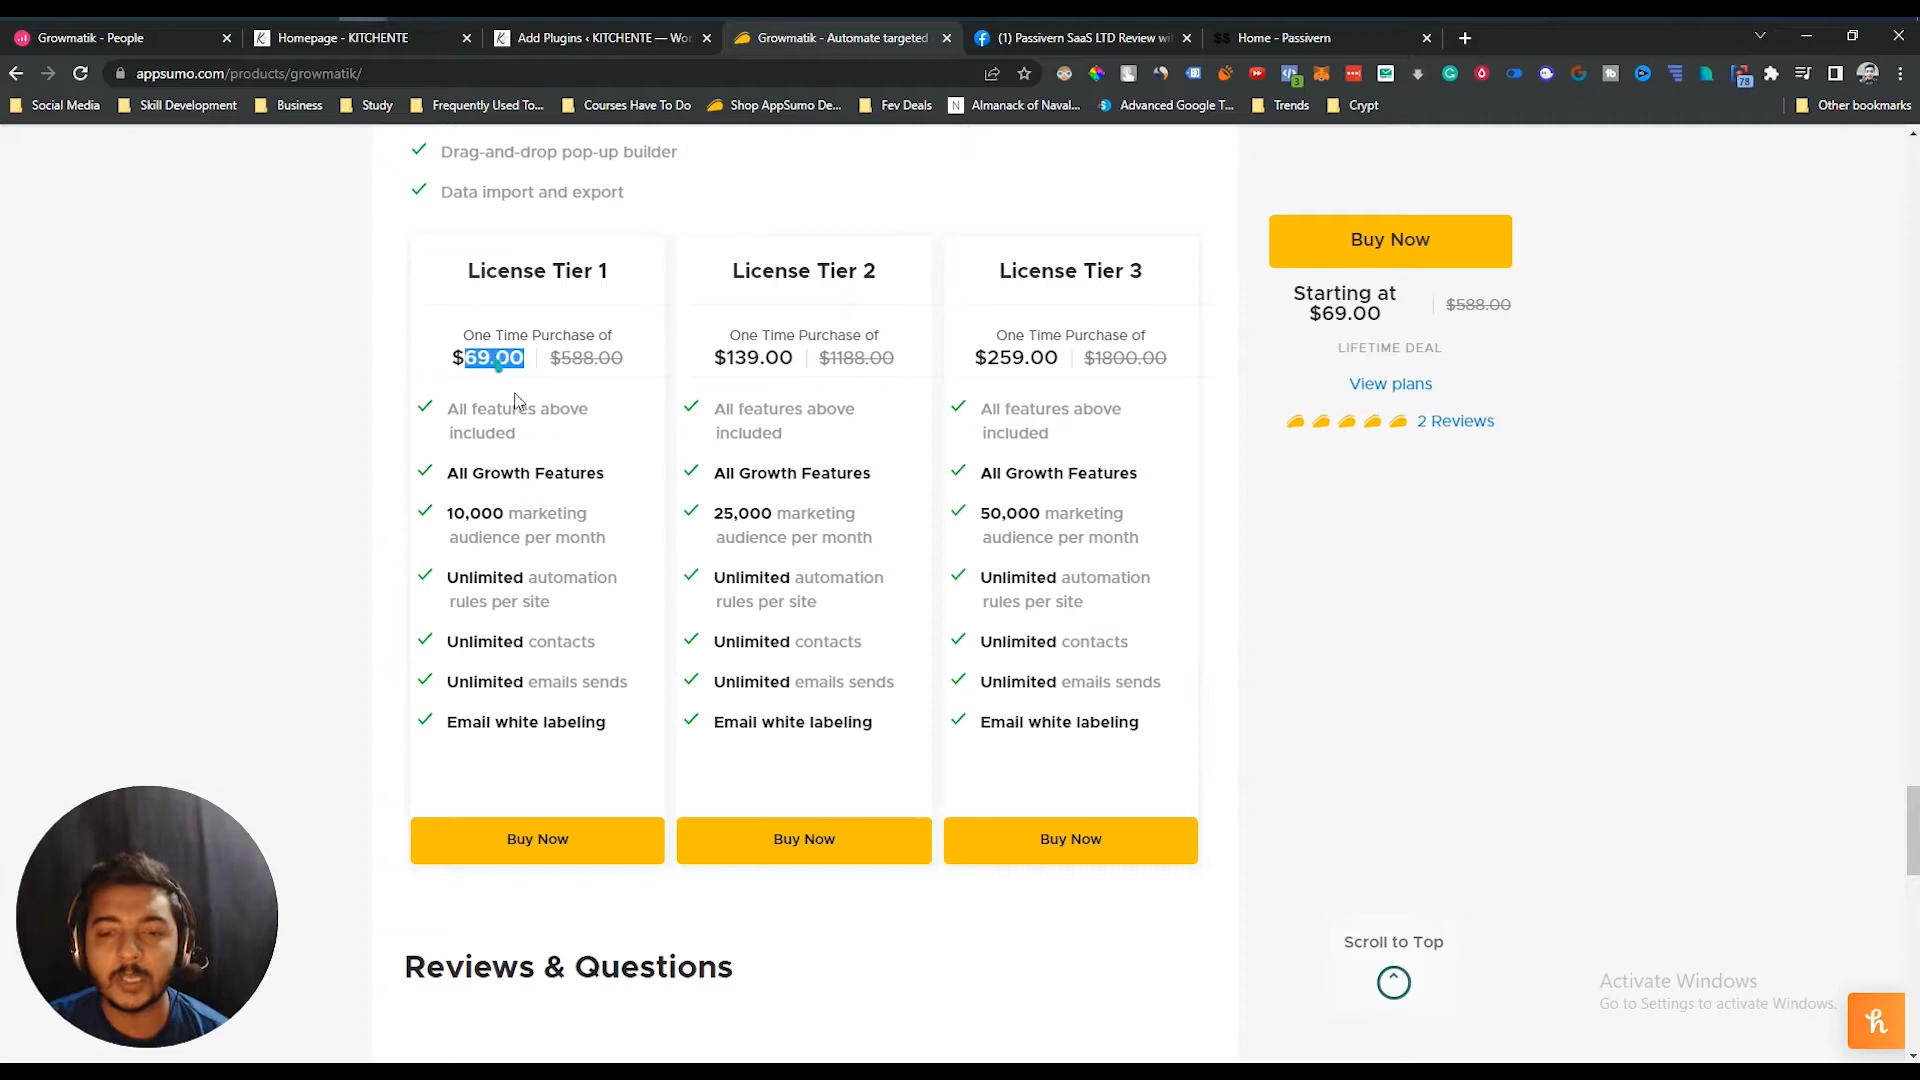 Growmatik - People
Homepage - KITCHENTE
Add Plugins ‹ KITCHENTE — Wor
Growmatik - Automate targeted
(1) Passivern SaaS LTD Review wi
Home - Passivern
appsumo.com/products/growmatik/
Social Media
Skill Development
Business
Study
Frequently Used To...
Courses Have To Do
Shop AppSumo De...
Fev Deals
Almanack of Naval...
Advanced Google T...
Trends
Crypt
Other bookmarks
Drag-and-drop pop-up builder
Data import and export
License Tier 1
One Time Purchase of
$69.00 $588.00
All features above
included
All Growth Features
10,000 marketing
audience per month
Unlimited automation
rules per site
Unlimited contacts
Unlimited emails sends
Email white labeling
Buy Now
License Tier 2
One Time Purchase of
$139.00 $1188.00
All features above
included
All Growth Features
25,000 marketing
audience per month
Unlimited automation
rules per site
Unlimited contacts
Unlimited emails sends
Email white labeling
Buy Now
License Tier 3
One Time Purchase of
$259.00 $1800.00
All features above
included
All Growth Features
50,000 marketing
audience per month
Unlimited automation
rules per site
Unlimited contacts
Unlimited emails sends
Email white labeling
Buy Now
Buy Now
Starting at
$69.00 $588.00
LIFETIME DEAL
View plans
2 Reviews
Reviews & Questions
Scroll to Top
Activate Windows
Go to Settings to activate Windows.